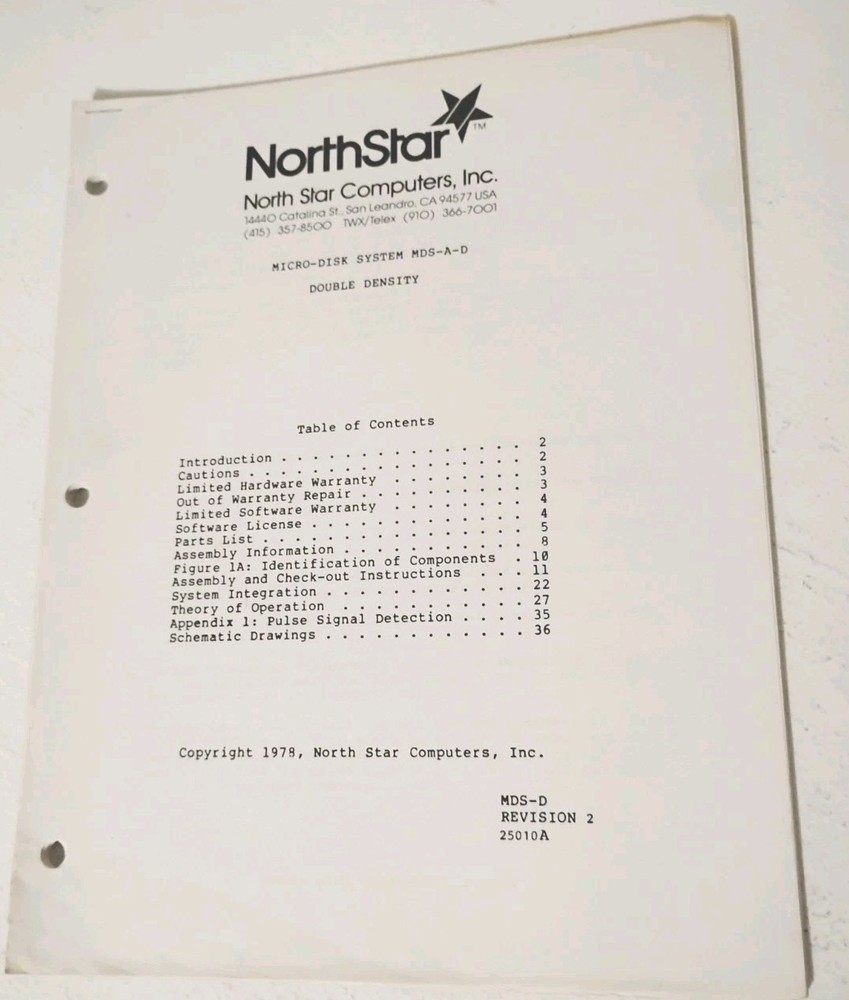 NorthStar™
North Star Computers, Inc.
14440 Catalina St., San Leandro, CA 94577 USA
(415) 357-8500 TWX/Telex (910) 366-7001
MICRO-DISK SYSTEM MDS-A-D
DOUBLE DENSITY
Table of Contents
Introduction . . . . . . . . . . . . . . . 2
Cautions . . . . . . . . . . . . . . . . . 2
Limited Hardware Warranty . . . . . . . . 3
Out of Warranty Repair . . . . . . . . . . 3
Limited Software Warranty . . . . . . . . 4
Software License . . . . . . . . . . . . . 4
Parts List . . . . . . . . . . . . . . . . 5
Assembly Information . . . . . . . . . . . 8
Figure 1A: Identification of Components . 10
Assembly and Check-out Instructions . . . 11
System Integration . . . . . . . . . . . . 22
Theory of Operation . . . . . . . . . . . 27
Appendix 1: Pulse Signal Detection . . . . 35
Schematic Drawings . . . . . . . . . . . . 36
Copyright 1978, North Star Computers, Inc.
MDS-D
REVISION 2
25010A